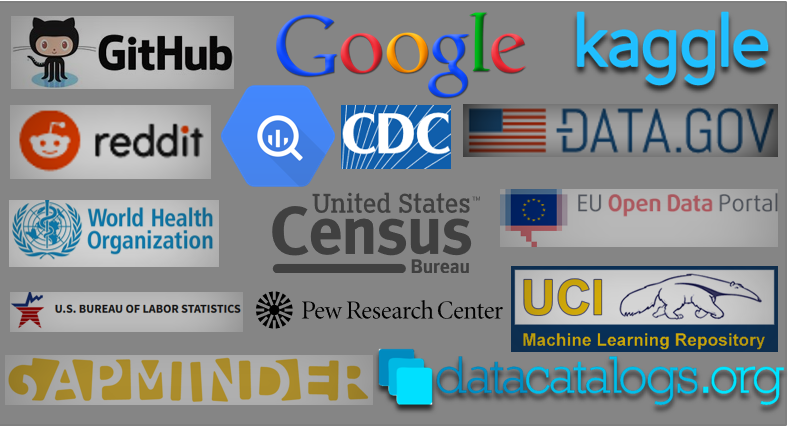 GitHub
Google
kaggle
reddit
CDC
DATA.GOV
World Health
Organization
United States™
Census
Bureau
EU Open Data Portal
U.S. BUREAU OF LABOR STATISTICS
Pew Research Center
UCI
Machine Learning Repository
GAPMINDER
datacatalogs.org